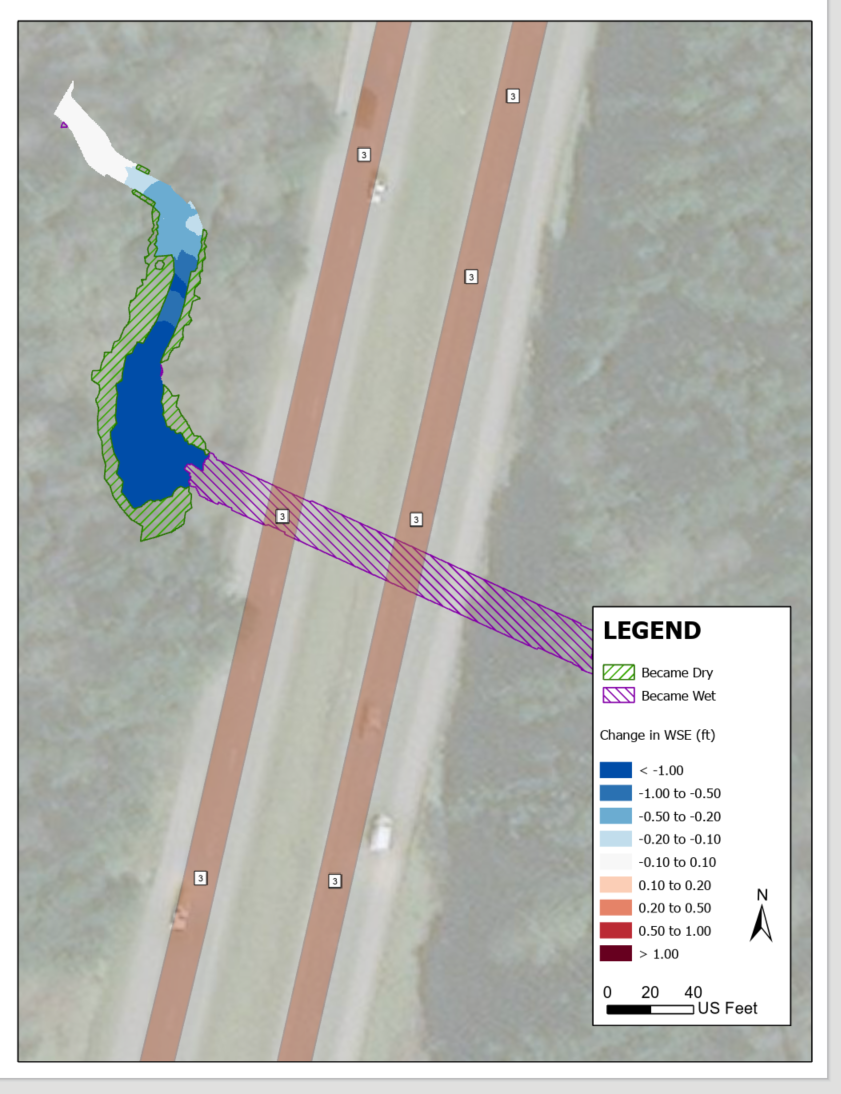 3
3
3
3
3
3
3
3
LEGEND
Became Dry
Became Wet
Change in WSE (ft)
< -1.00
-1.00 to -0.50
-0.50 to -0.20
-0.20 to -0.10
-0.10 to 0.10
0.10 to 0.20
0.20 to 0.50
0.50 to 1.00
> 1.00
N
0 20 40
US Feet